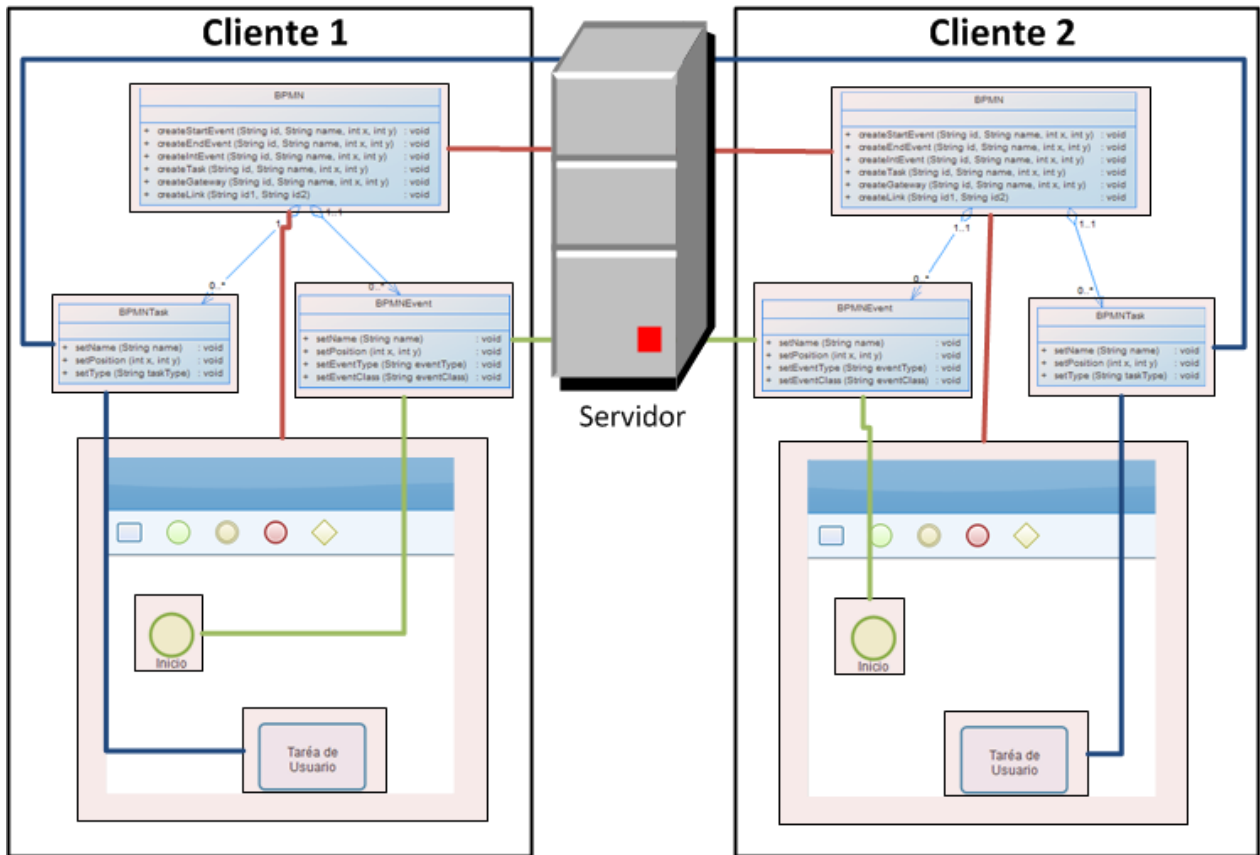 Cliente 1
BPMN
+ createStartEvent (String id, String name, int x, int y) : void
+ createEndEvent (String id, String name, int x, int y) : void
+ createIntEvent (String id, String name, int x, int y) : void
+ createTask (String id, String name, int x, int y) : void
+ createGateway (String id, String name, int x, int y) : void
+ createLink (String id1, String id2) : void
1..1
0..*
0..*
BPMNTask
+ setName (String name) : void
+ setPosition (int x, int y) : void
+ setType (String taskType) : void
BPMNEvent
+ setName (String name) : void
+ setPosition (int x, int y) : void
+ setEventType (String eventType) : void
+ setEventClass (String eventClass) : void
Inicio
Taréa de
Usuario
Servidor
Cliente 2
BPMN
+ createStartEvent (String id, String name, int x, int y) : void
+ createEndEvent (String id, String name, int x, int y) : void
+ createIntEvent (String id, String name, int x, int y) : void
+ createTask (String id, String name, int x, int y) : void
+ createGateway (String id, String name, int x, int y) : void
+ createLink (String id1, String id2) : void
1..1
1..1
0..*
0..*
BPMNEvent
+ setName (String name) : void
+ setPosition (int x, int y) : void
+ setEventType (String eventType) : void
+ setEventClass (String eventClass) : void
BPMNTask
+ setName (String name) : void
+ setPosition (int x, int y) : void
+ setType (String taskType) : void
Inicio
Taréa de
Usuario